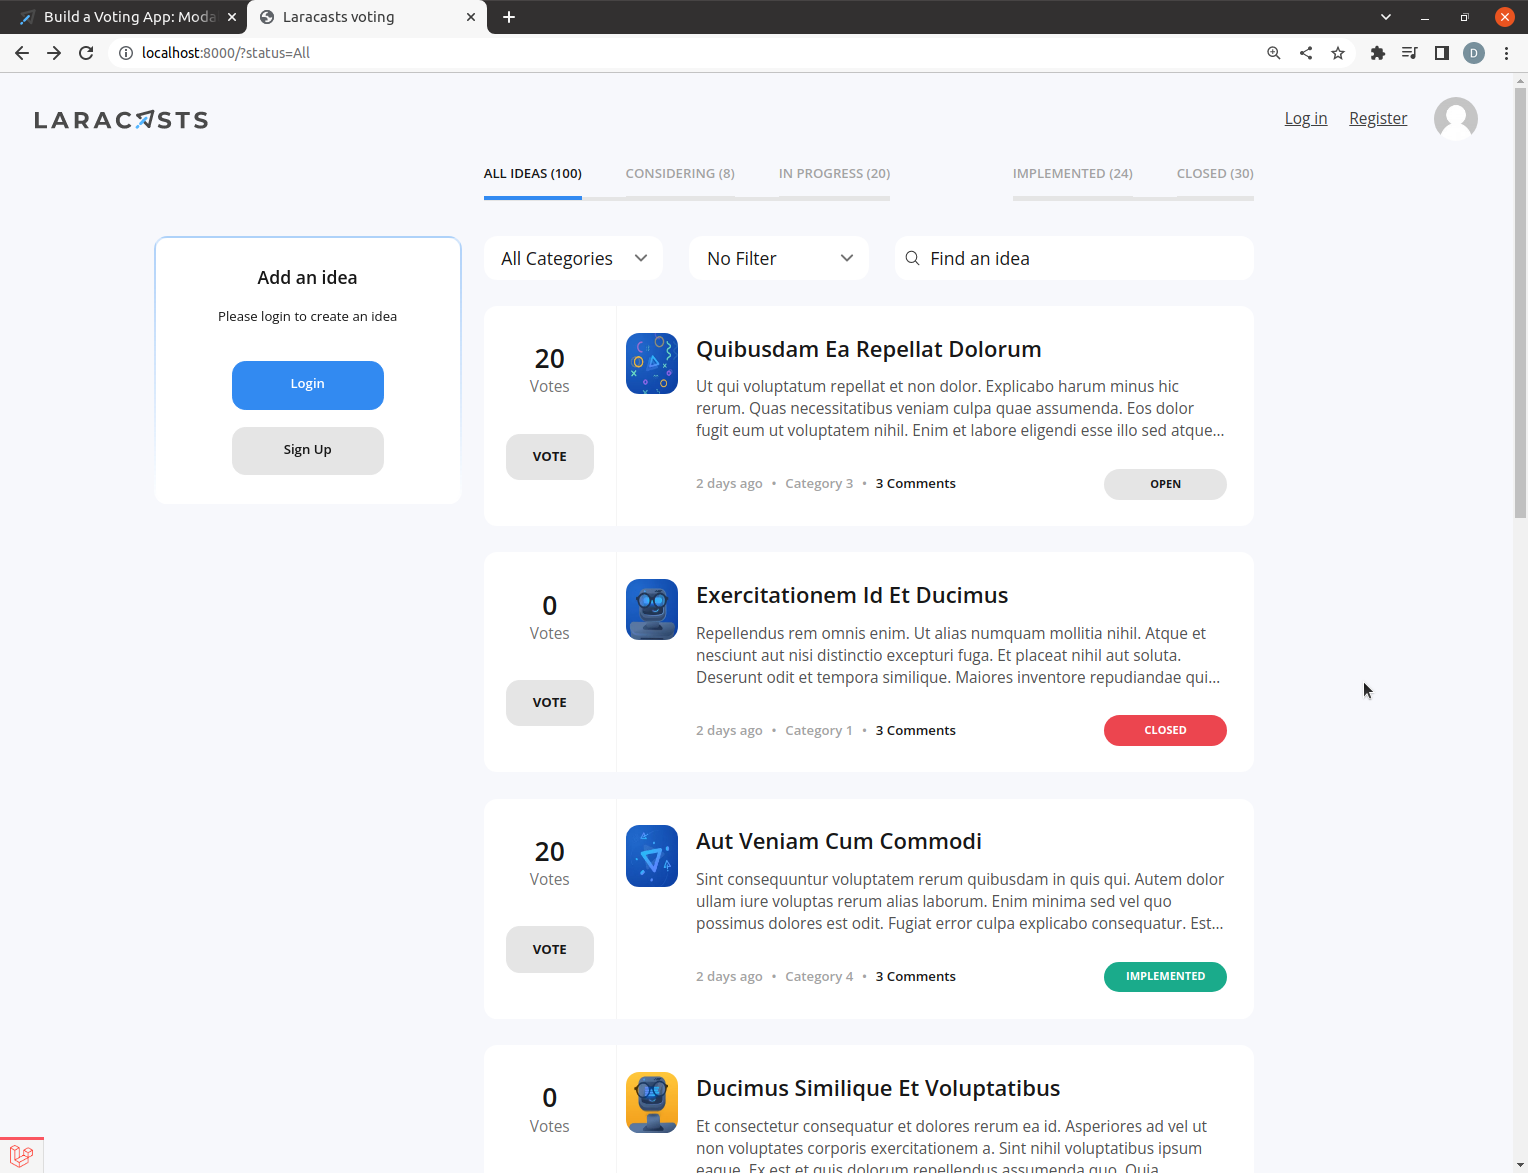 Build a Voting App: Moda
Laracasts voting
localhost:8000/?status=All
D
LARACASTS
Log in
Register
ALL IDEAS (100)
CONSIDERING (8)
IN PROGRESS (20)
IMPLEMENTED (24)
CLOSED (30)
Add an idea
Please login to create an idea
Login
Sign Up
All Categories
No Filter
Find an idea
20
Votes
VOTE
Quibusdam Ea Repellat Dolorum
Ut qui voluptatum repellat et non dolor. Explicabo harum minus hic
rerum. Quas necessitatibus veniam culpa quae assumenda. Eos dolor
fugit eum ut voluptatem nihil. Enim et labore eligendi esse illo sed atque...
2 days ago • Category 3 • 3 Comments
OPEN
0
Votes
VOTE
Exercitationem Id Et Ducimus
Repellendus rem omnis enim. Ut alias numquam mollitia nihil. Atque et
nesciunt aut nisi distinctio excepturi fuga. Et placeat nihil aut soluta.
Deserunt odit et tempora similique. Maiores inventore repudiandae qui...
2 days ago • Category 1 • 3 Comments
CLOSED
20
Votes
VOTE
Aut Veniam Cum Commodi
Sint consequuntur voluptatem rerum quibusdam in quis qui. Autem dolor
ullam iure voluptas rerum alias laborum. Enim minima sed vel quo
possimus dolores est odit. Fugiat error culpa explicabo consequatur. Est...
2 days ago • Category 4 • 3 Comments
IMPLEMENTED
0
Votes
Ducimus Similique Et Voluptatibus
Et consectetur consequatur et dolores rerum ea id. Asperiores ad vel ut
non voluptates corporis exercitationem a. Sint nihil voluptatibus ipsum
eaque. Ex est et quis dolorum repellendus assumenda quo. Quia